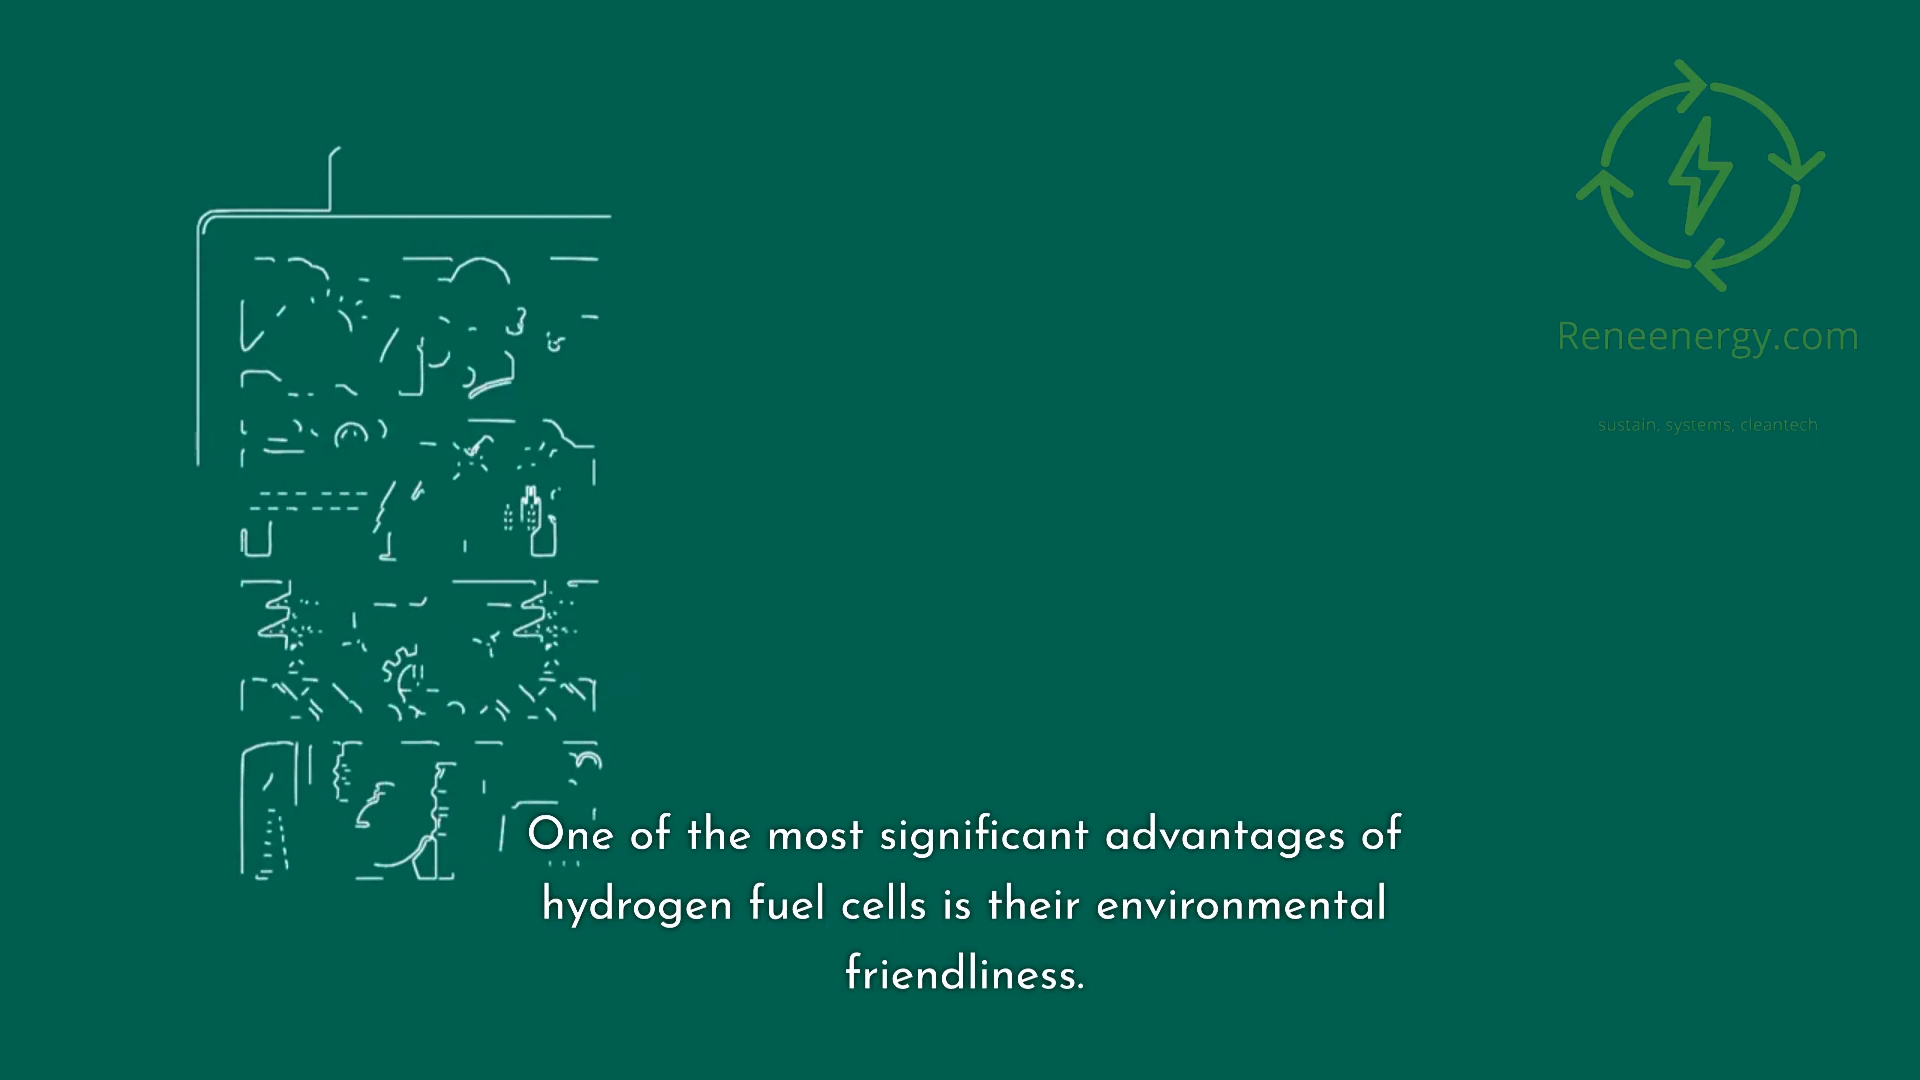 Reneenergy.com
sustain, systems, cleantech
One of the most significant advantages of
hydrogen fuel cells is their environmental
friendliness.